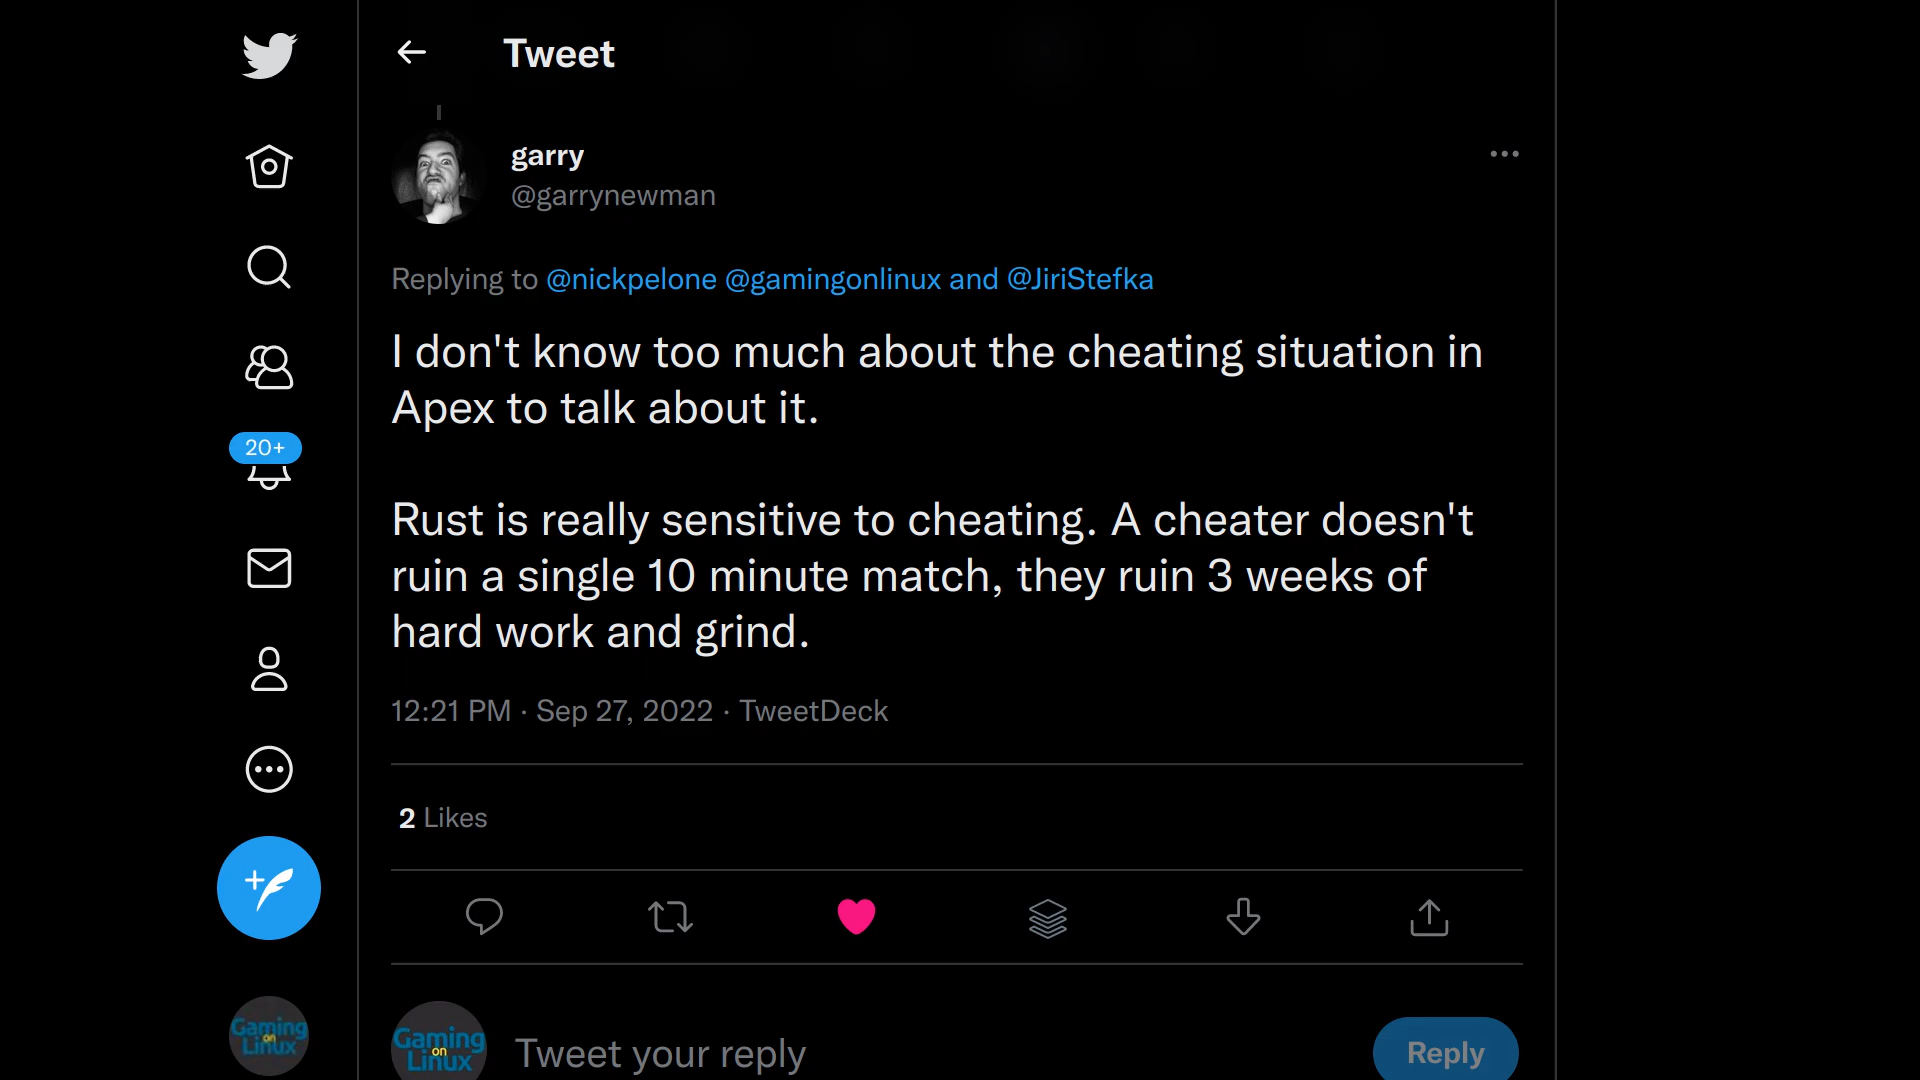 Tweet
garry
@garrynewman
Replying to @nickpelone @gamingonlinux and @JiriStefka
I don't know too much about the cheating situation in
Apex to talk about it.
Rust is really sensitive to cheating. A cheater doesn't
ruin a single 10 minute match, they ruin 3 weeks of
hard work and grind.
12:21 PM · Sep 27, 2022 · TweetDeck
2 Likes
Tweet your reply
Reply
20+
Gaming
on
Linux
Gaming
on
Linux